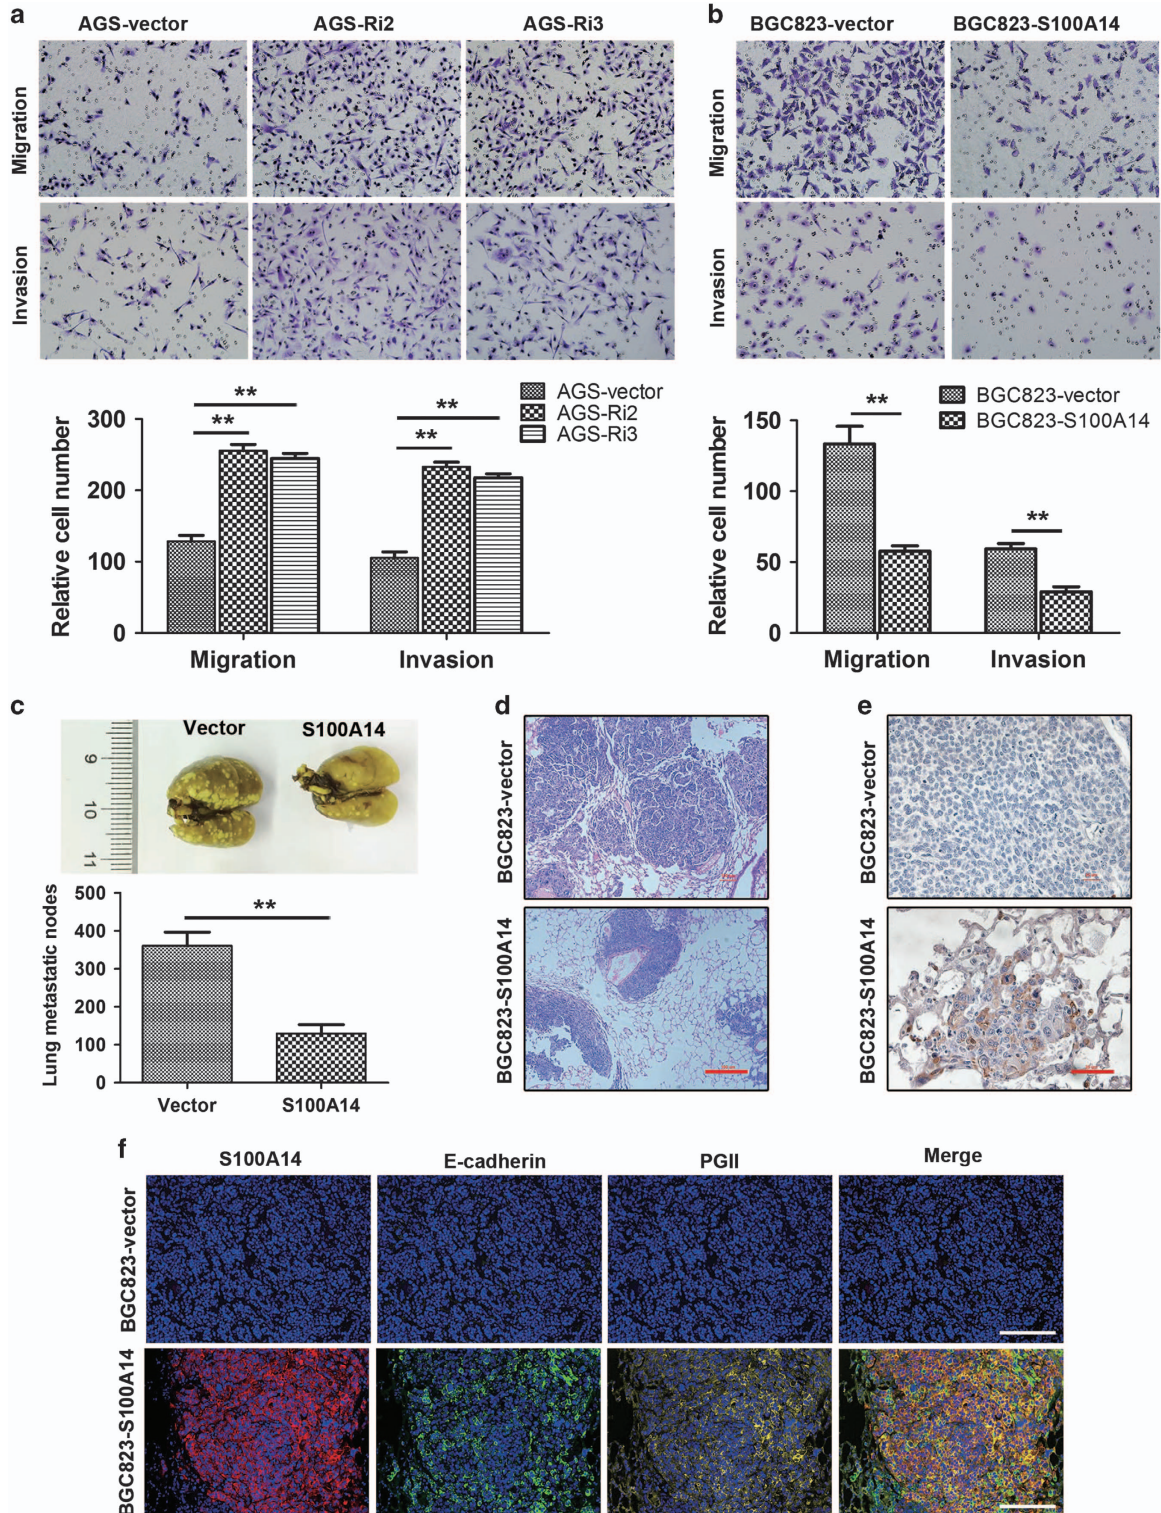 a
AGS-vector AGS-Ri2 AGS-Ri3
Migration
Invasion
300
200
100
0
Relative cell number
**
**
**
**
Migration Invasion
AGS-vector
AGS-Ri2
AGS-Ri3
b
BGC823-vector BGC823-S100A14
Migration
Invasion
150
100
50
0
Relative cell number
**
**
Migration Invasion
BGC823-vector
BGC823-S100A14
c
Vector S100A14
9
10
11
500
400
300
200
100
0
Lung metastatic nodes
**
Vector S100A14
d
BGC823-vector
BGC823-S100A14
e
BGC823-vector
BGC823-S100A14
f
S100A14 E-cadherin PGII Merge
BGC823-vector
BGC823-S100A14